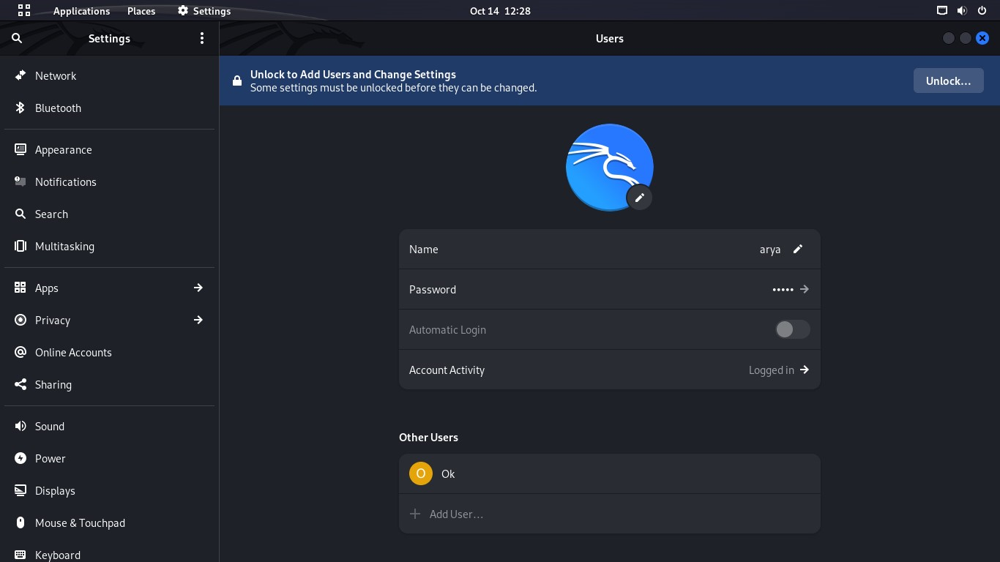 Applications Places Settings Oct 14 12:28
Settings
Users
Unlock to Add Users and Change Settings
Some settings must be unlocked before they can be changed.
Unlock...
Network
Bluetooth
Appearance
Notifications
Search
Multitasking
Apps
Privacy
Online Accounts
Sharing
Sound
Power
Displays
Mouse & Touchpad
Keyboard
Name arya
Password •••••
Automatic Login
Account Activity Logged in
Other Users
O Ok
Add User...